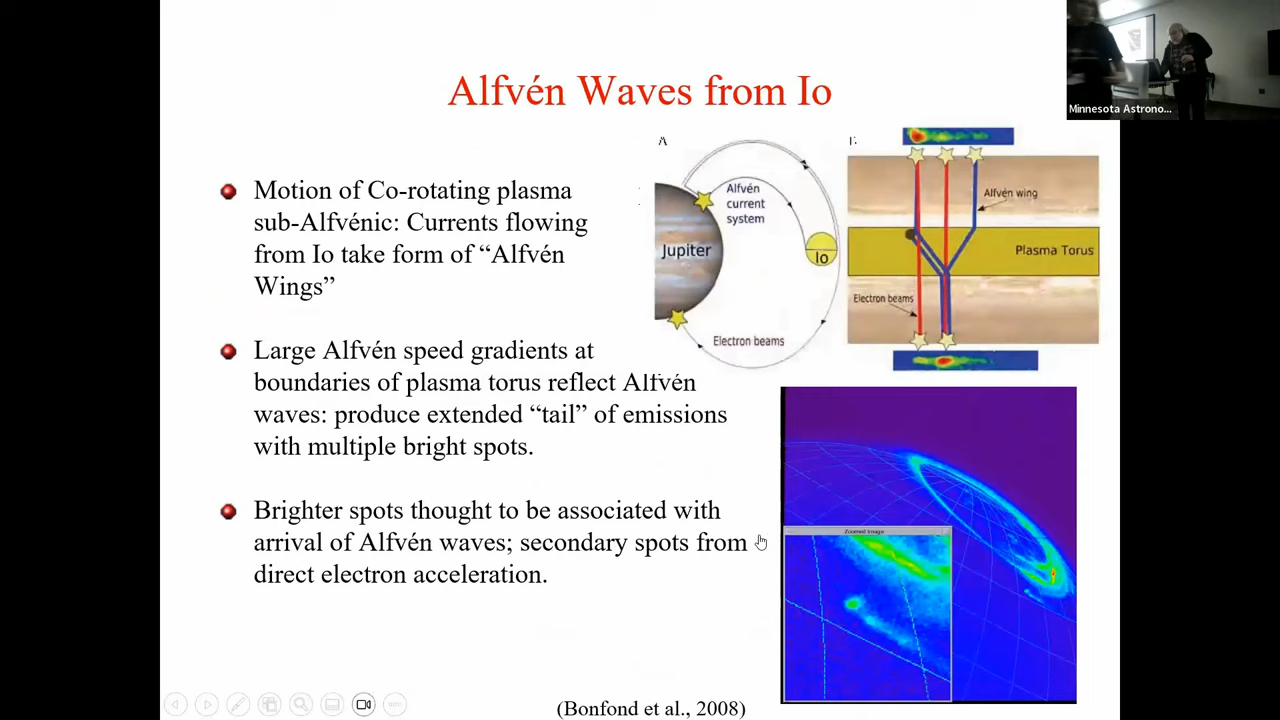 Alfvén Waves from Io
Minnesota Astrono...
Motion of Co-rotating plasma
sub-Alfvénic: Currents flowing
from Io take form of “Alfvén
Wings”
Large Alfvén speed gradients at
boundaries of plasma torus reflect Alfvén
waves: produce extended “tail” of emissions
with multiple bright spots.
Brighter spots thought to be associated with
arrival of Alfvén waves; secondary spots from
direct electron acceleration.
A
Alfvén
current
system
Jupiter
Io
Electron beams
Alfvén wing
Plasma Torus
Electron beams
Zoomed Image
(Bonfond et al., 2008)